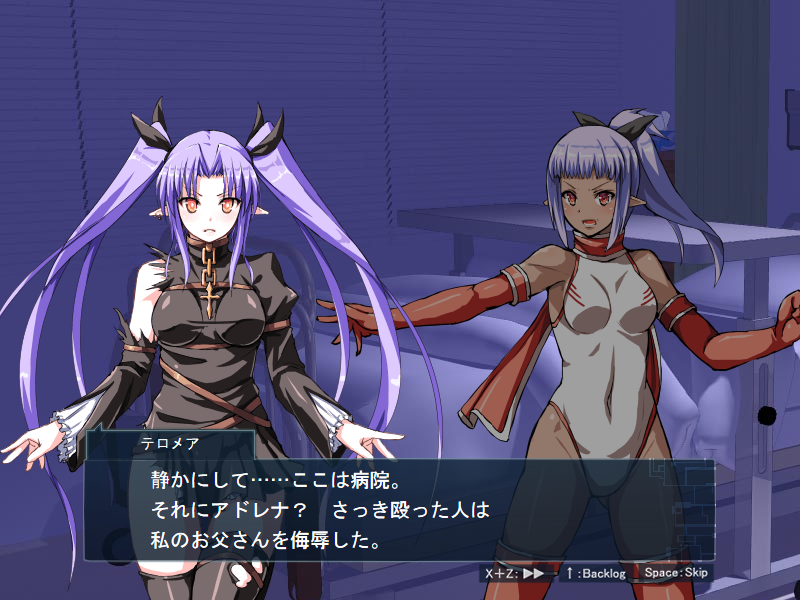 テロメア
静かにして……ここは病院。
それにアドレナ？　さっき殴った人は
私のお父さんを侮辱した。
X＋Z：▶▶　↑：Backlog　Space：Skip